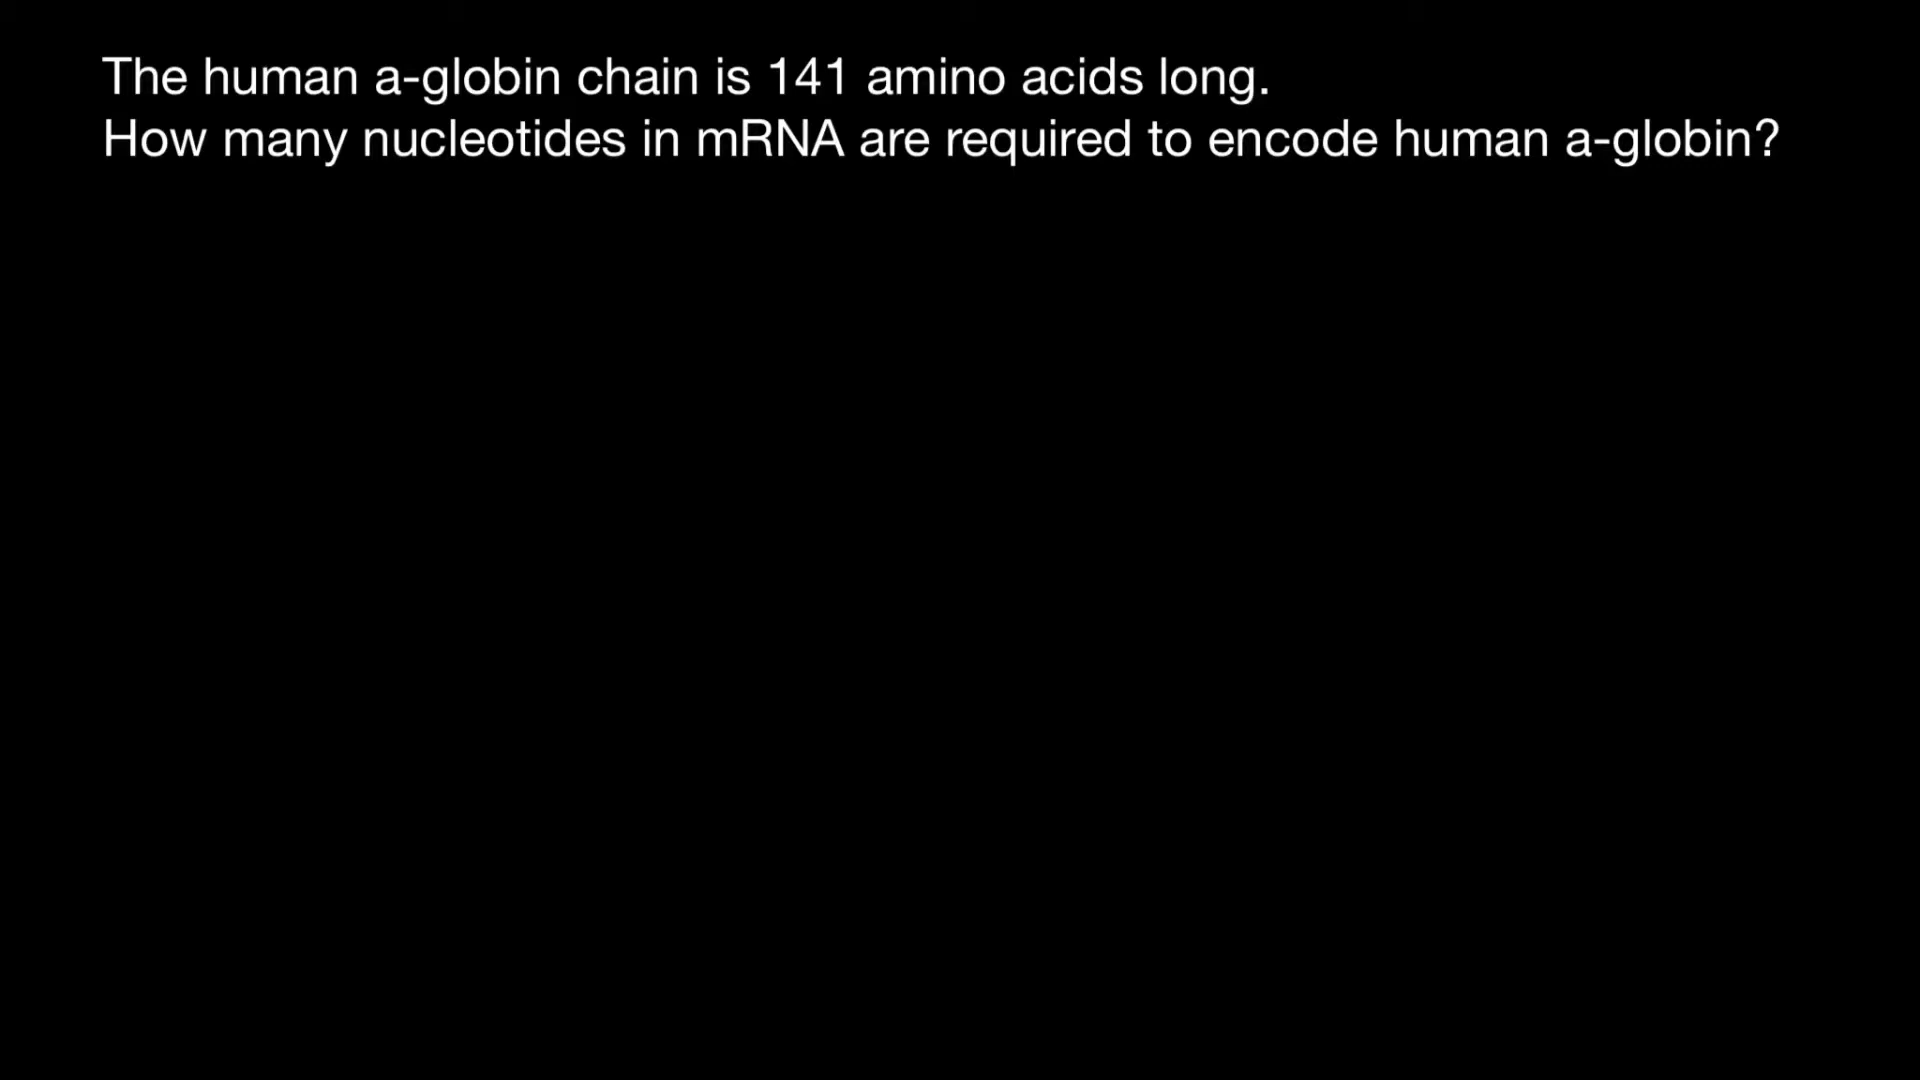 The human a-globin chain is 141 amino acids long.
How many nucleotides in mRNA are required to encode human a-globin?